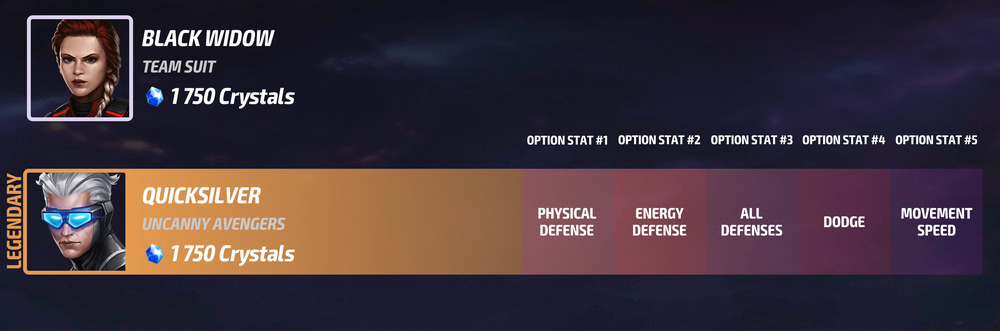 BLACK WIDOW
TEAM SUIT
1 750 Crystals
OPTION STAT #1 OPTION STAT #2 OPTION STAT #3 OPTION STAT #4 OPTION STAT #5
LEGENDARY
QUICKSILVER
UNCANNY AVENGERS
1 750 Crystals
PHYSICAL
DEFENSE
ENERGY
DEFENSE
ALL
DEFENSES
DODGE
MOVEMENT
SPEED